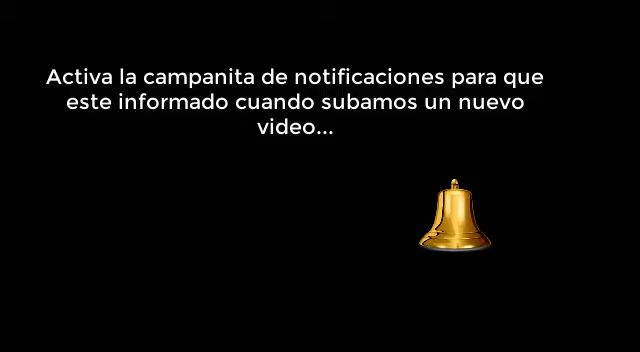 Activa la campanita de notificaciones para que
este informado cuando subamos un nuevo
video...